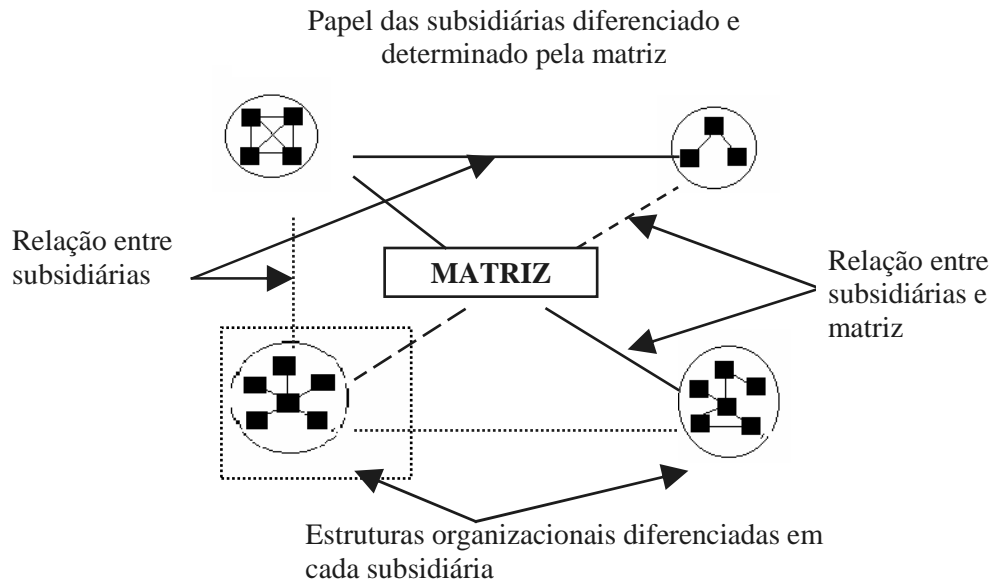 Papel das subsidiárias diferenciado e
determinado pela matriz
Relação entre
subsidiárias
MATRIZ
Relação entre
subsidiárias e
matriz
Estruturas organizacionais diferenciadas em
cada subsidiária